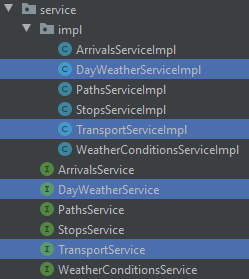 service
impl
ArrivalsServiceImpl
DayWeatherServiceImpl
PathsServiceImpl
StopsServiceImpl
TransportServiceImpl
WeatherConditionsServiceImpl
ArrivalsService
DayWeatherService
PathsService
StopsService
TransportService
WeatherConditionsService